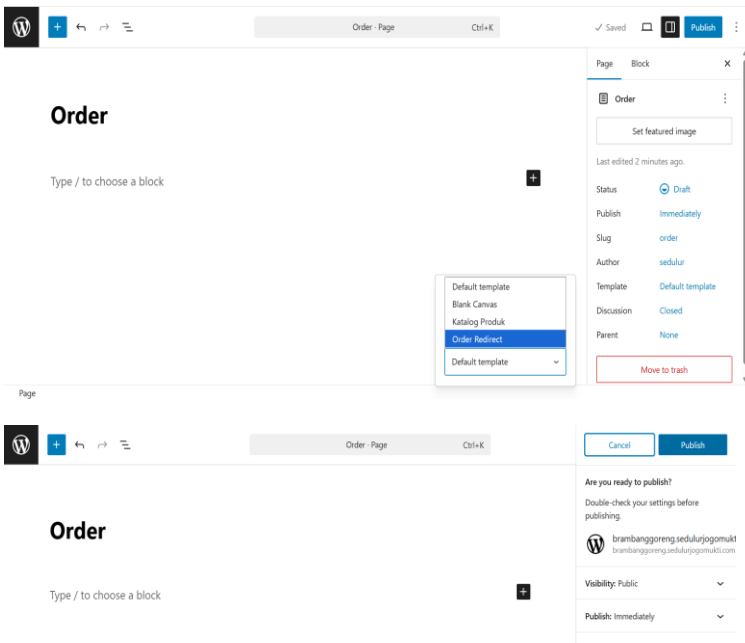 Order · Page Ctrl+K
Saved
Publish
Page Block
Order
Order
Set featured image
Last edited 2 minutes ago.
Type / to choose a block
Status Draft
Publish Immediately
Slug order
Author sedulur
Template Default template
Discussion Closed
Parent None
Move to trash
Default template
Blank Canvas
Katalog Produk
Order Redirect
Default template
Page
Order · Page Ctrl+K
Cancel Publish
Are you ready to publish?
Double-check your settings before
publishing.
Order
brambanggoreng.sedulurjogomukt
brambanggoreng.sedulurjogomukti.com
Type / to choose a block
Visibility: Public
Publish: Immediately